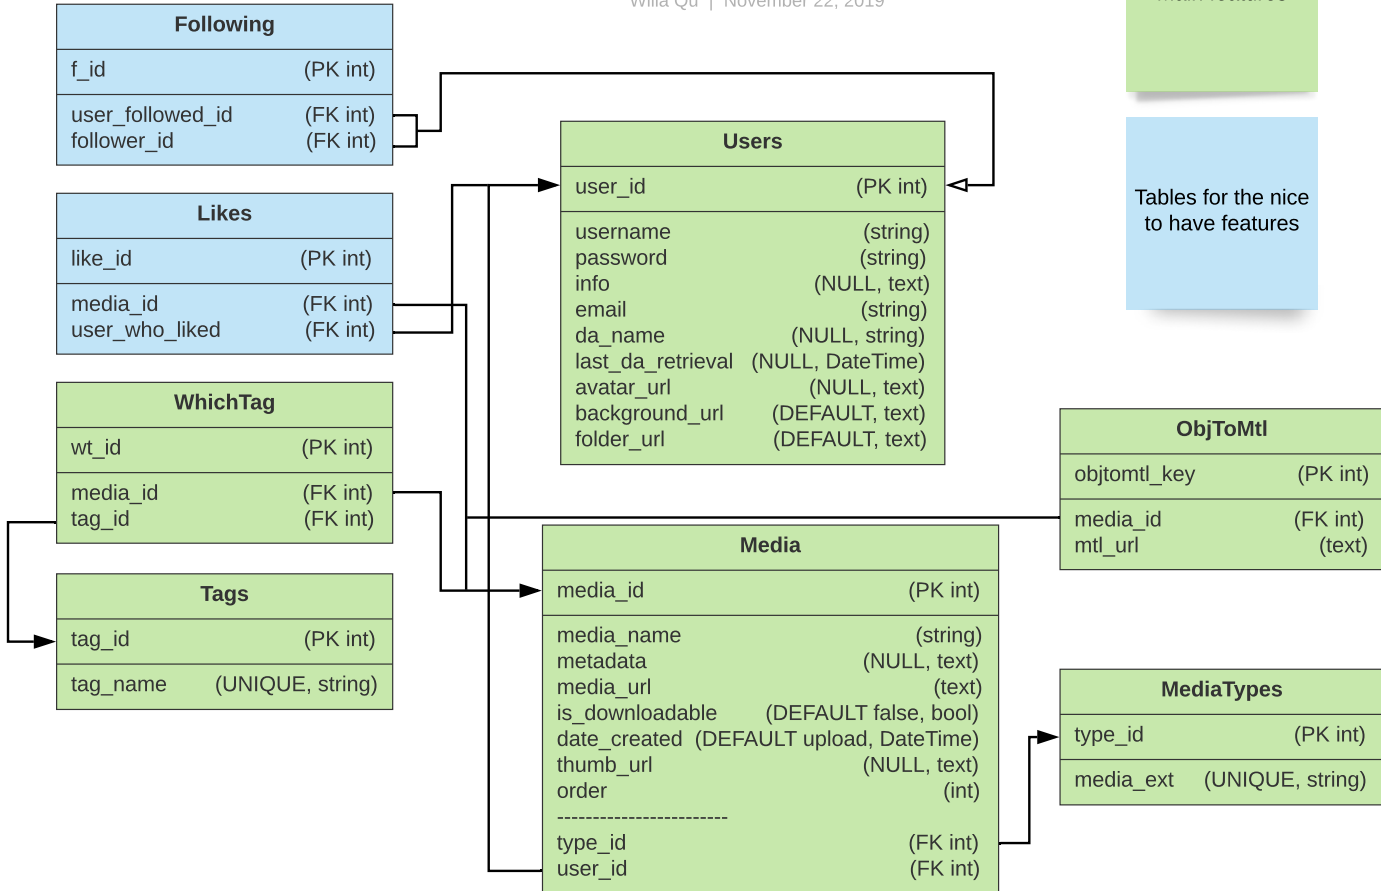 Willa Qu | November 22, 2019
Following
f_id (PK int)
user_followed_id (FK int)
follower_id (FK int)
Likes
like_id (PK int)
media_id (FK int)
user_who_liked (FK int)
WhichTag
wt_id (PK int)
media_id (FK int)
tag_id (FK int)
Tags
tag_id (PK int)
tag_name (UNIQUE, string)
Users
user_id (PK int)
username (string)
password (string)
info (NULL, text)
email (string)
da_name (NULL, string)
last_da_retrieval (NULL, DateTime)
avatar_url (NULL, text)
background_url (DEFAULT, text)
folder_url (DEFAULT, text)
Media
media_id (PK int)
media_name (string)
metadata (NULL, text)
media_url (text)
is_downloadable (DEFAULT false, bool)
date_created (DEFAULT upload, DateTime)
thumb_url (NULL, text)
order (int)
------------------------
type_id (FK int)
user_id (FK int)
Tables for the nice
to have features
ObjToMtl
objtomtl_key (PK int)
media_id (FK int)
mtl_url (text)
MediaTypes
type_id (PK int)
media_ext (UNIQUE, string)